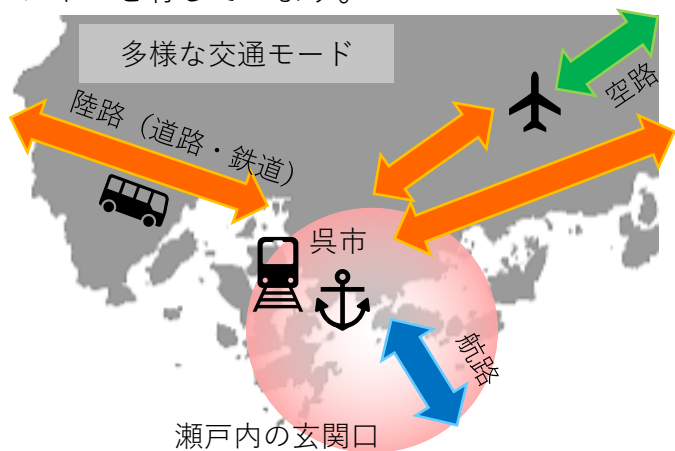 多様な交通モード
空路
陸路（道路・鉄道）
呉市
航路
瀬戸内の玄関口